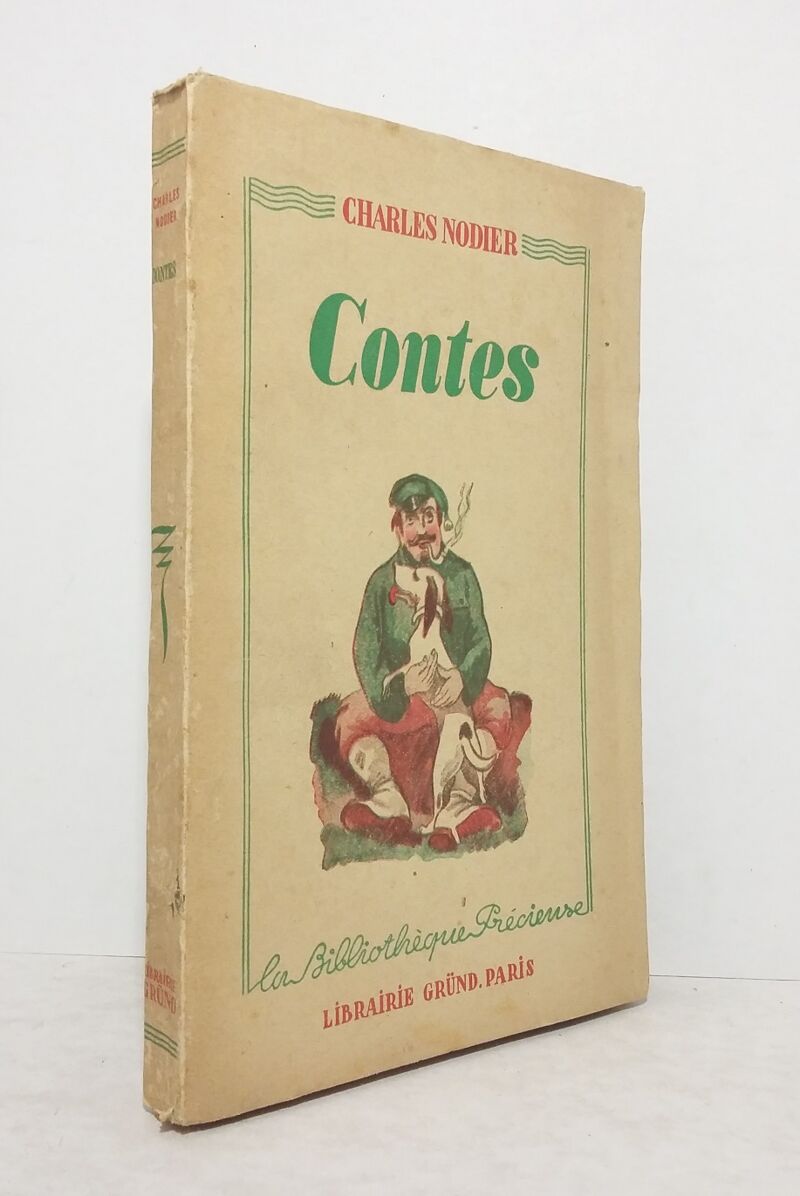 CHARLES NODIER
Contes
la Bibliothèque Précieuse
LIBRAIRIE GRÜND. PARIS
CHARLES
NODIER
CONTES
LIBRAIRIE
GRÜND